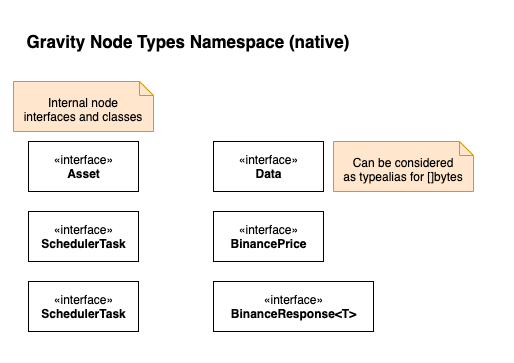 Gravity Node Types Namespace (native)
Internal node
interfaces and classes
«interface»
Asset
«interface»
Data
Can be considered
as typealias for []bytes
«interface»
SchedulerTask
«interface»
BinancePrice
«interface»
SchedulerTask
«interface»
BinanceResponse<T>